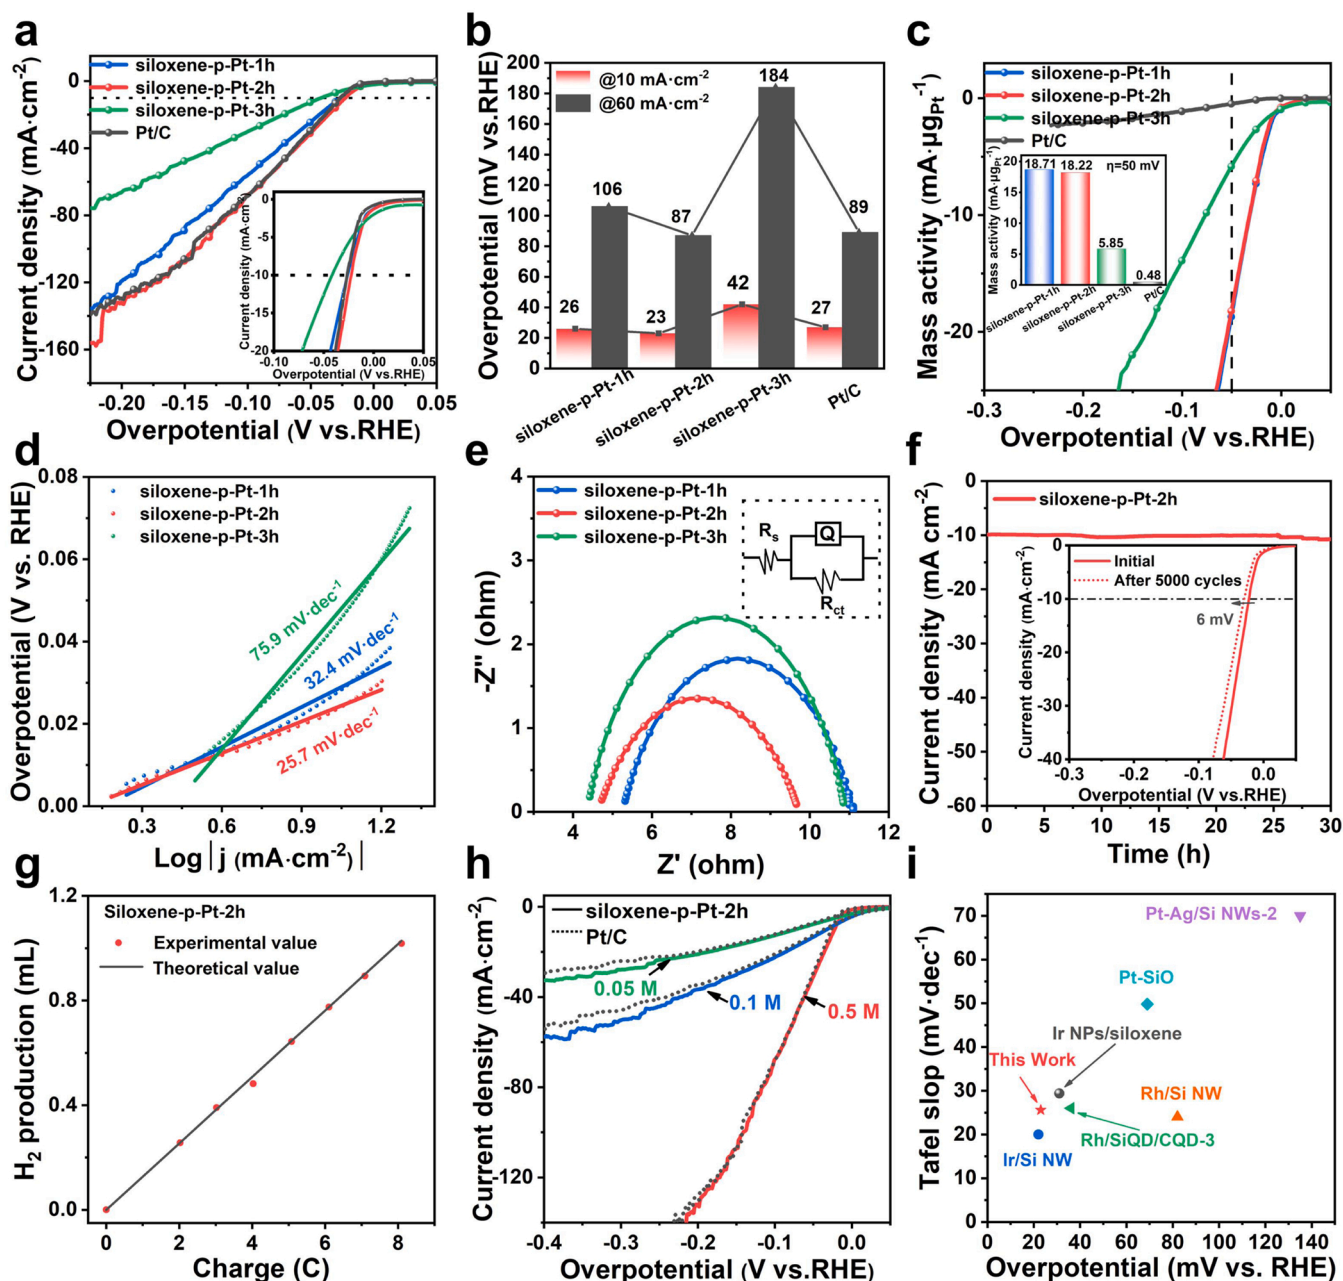 a
siloxene-p-Pt-1h
siloxene-p-Pt-2h
siloxene-p-Pt-3h
Pt/C
0
-40
-80
-120
-160
Current density (mA·cm⁻²)
-0.20
-0.15
-0.10
-0.05
0.00
0.05
Overpotential (V vs.RHE)
0
-5
-10
-15
-20
Current density (mA·cm⁻²)
-0.10
-0.05
0.00
0.05
Overpotential (V vs.RHE)
b
@10 mA·cm⁻²
@60 mA·cm⁻²
200
180
160
140
120
100
80
60
40
20
0
Overpotential (mV vs.RHE)
26
106
23
87
42
184
27
89
siloxene-p-Pt-1h
siloxene-p-Pt-2h
siloxene-p-Pt-3h
Pt/C
c
siloxene-p-Pt-1h
siloxene-p-Pt-2h
siloxene-p-Pt-3h
Pt/C
0
-10
-20
Mass activity (mA·μgPt⁻¹)
-0.3
-0.2
-0.1
0.0
Overpotential (V vs.RHE)
20
15
10
5
0
Mass activity (mA·μgPt⁻¹)
18.71
18.22
5.85
0.48
η=50 mV
siloxene-p-Pt-1h
siloxene-p-Pt-2h
siloxene-p-Pt-3h
Pt/C
d
siloxene-p-Pt-1h
siloxene-p-Pt-2h
siloxene-p-Pt-3h
0.08
0.06
0.04
0.02
0.00
Overpotential (V vs. RHE)
75.9 mV·dec⁻¹
32.4 mV·dec⁻¹
25.7 mV·dec⁻¹
0.3
0.6
0.9
1.2
Log|j (mA·cm⁻²)|
e
siloxene-p-Pt-1h
siloxene-p-Pt-2h
siloxene-p-Pt-3h
4
3
2
1
0
-Z'' (ohm)
Rs
Q
Rct
4
6
8
10
12
Z' (ohm)
f
siloxene-p-Pt-2h
0
-5
-10
-15
-20
-25
-30
-35
-40
-45
-50
-55
-60
Current density (mA cm⁻²)
0
5
10
15
20
25
30
Time (h)
Initial
After 5000 cycles
6 mV
0
-10
-20
-30
-40
Current density (mA·cm⁻²)
-0.3
-0.2
-0.1
0.0
Overpotential (V vs.RHE)
g
Siloxene-p-Pt-2h
Experimental value
Theoretical value
1.2
0.8
0.4
0.0
H₂ production (mL)
0
2
4
6
8
Charge (C)
h
siloxene-p-Pt-2h
Pt/C
0.05 M
0.1 M
0.5 M
0
-40
-80
-120
Current density (mA·cm⁻²)
-0.4
-0.3
-0.2
-0.1
0.0
Overpotential (V vs.RHE)
i
Pt-Ag/Si NWs-2
Pt-SiO
Ir NPs/siloxene
This Work
Rh/Si NW
Rh/SiQD/CQD-3
Ir/Si NW
70
60
50
40
30
20
10
0
Tafel slop (mV·dec⁻¹)
0
20
40
60
80
100
120
140
Overpotential (mV vs. RHE)